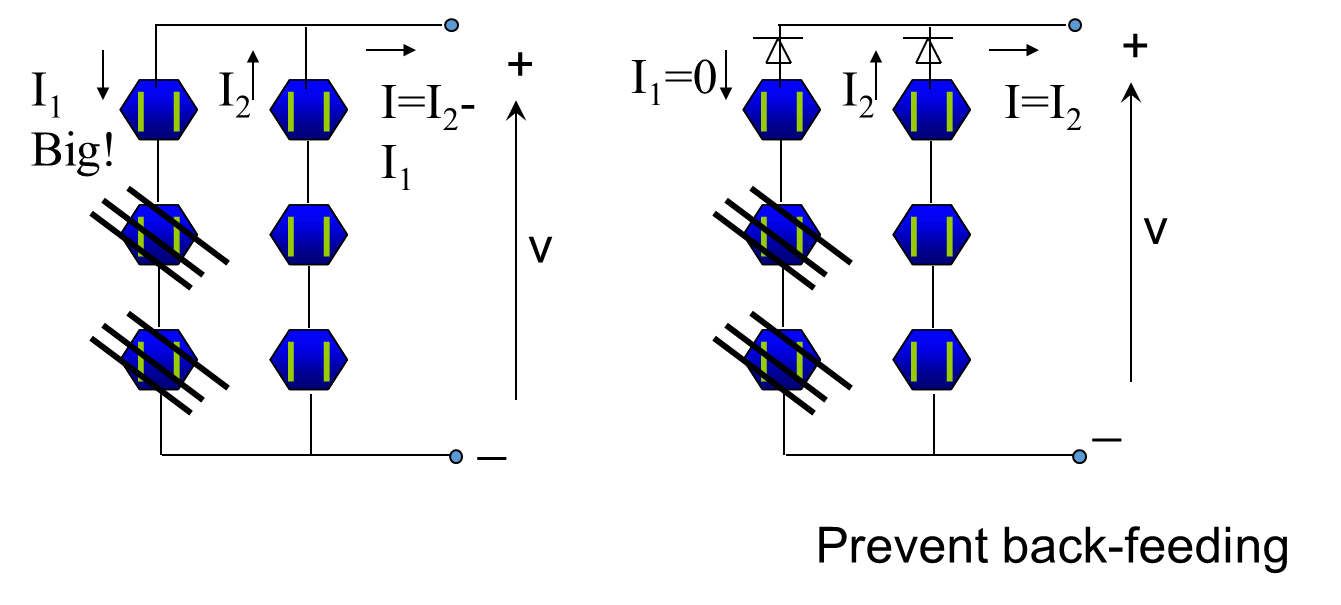 I₁
Big!
I₂
I=I₂-
I₁
+
v
–
I₁=0
I₂
I=I₂
+
v
–
Prevent back-feeding